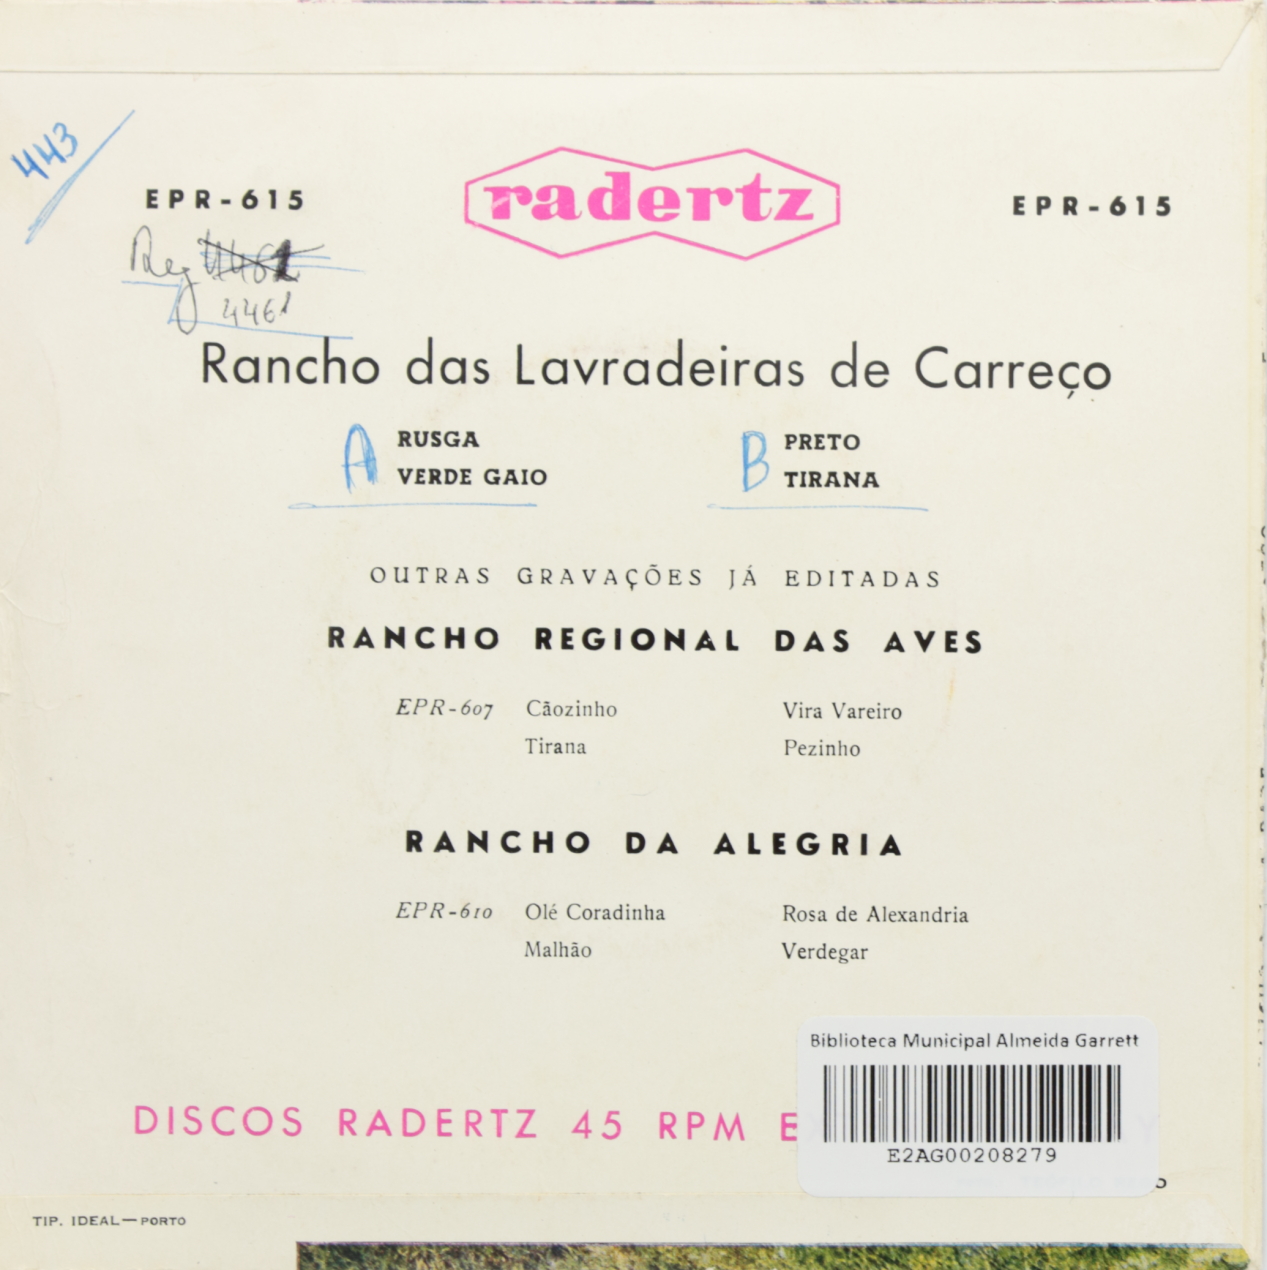 443
EPR-615
radertz
EPR-615
Reg
4461
Rancho das Lavradeiras de Carreço
A RUSGA
VERDE GAIO
B PRETO
TIRANA
OUTRAS GRAVAÇÕES JÁ EDITADAS
RANCHO REGIONAL DAS AVES
EPR-607 Cãozinho Vira Vareiro
Tirana Pezinho
RANCHO DA ALEGRIA
EPR-610 Olé Coradinha Rosa de Alexandria
Malhão Verdegar
Biblioteca Municipal Almeida Garrett
E2AG00208279
DISCOS RADERTZ 45 RPM
TIP. IDEAL—PORTO